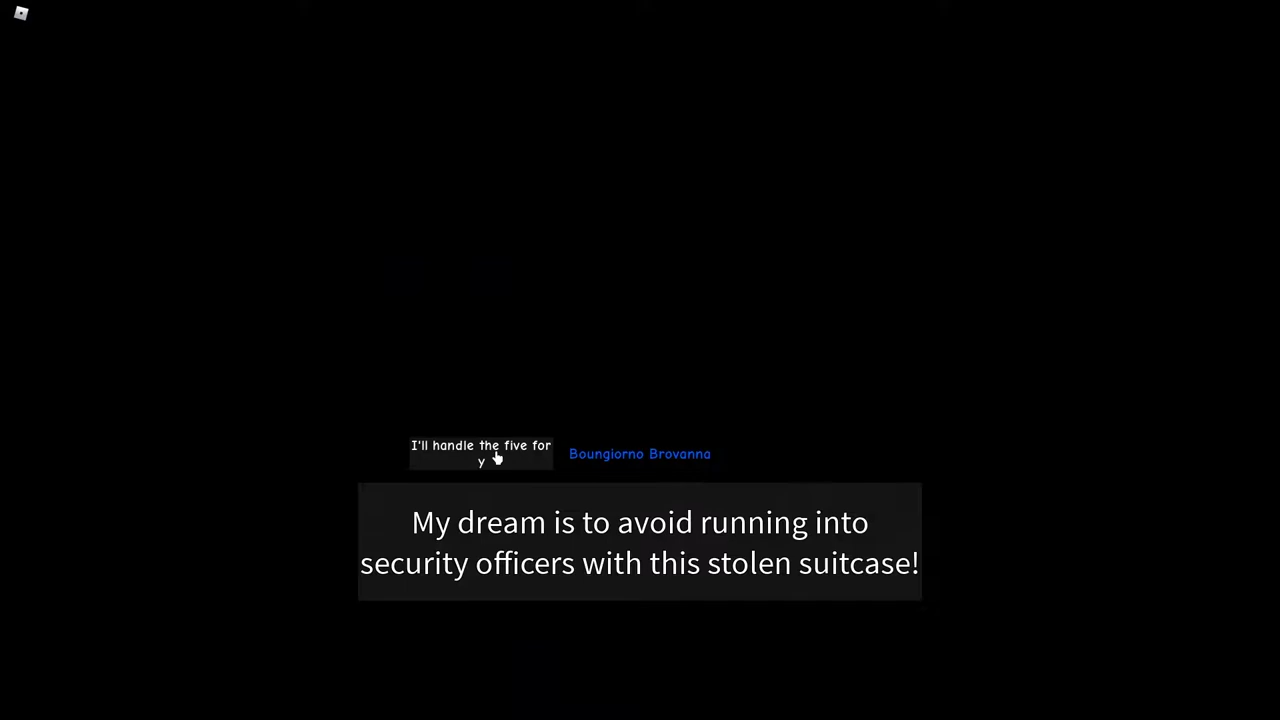 I'll handle the five for
y
Boungiorno Brovanna
My dream is to avoid running into
security officers with this stolen suitcase!